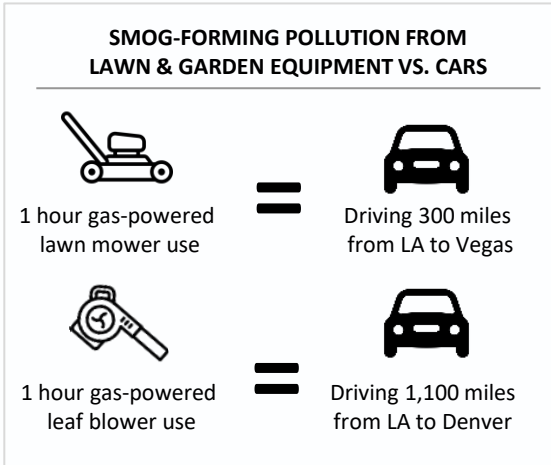 SMOG-FORMING POLLUTION FROM
LAWN & GARDEN EQUIPMENT VS. CARS
1 hour gas-powered
lawn mower use
=
Driving 300 miles
from LA to Vegas
1 hour gas-powered
leaf blower use
=
Driving 1,100 miles
from LA to Denver